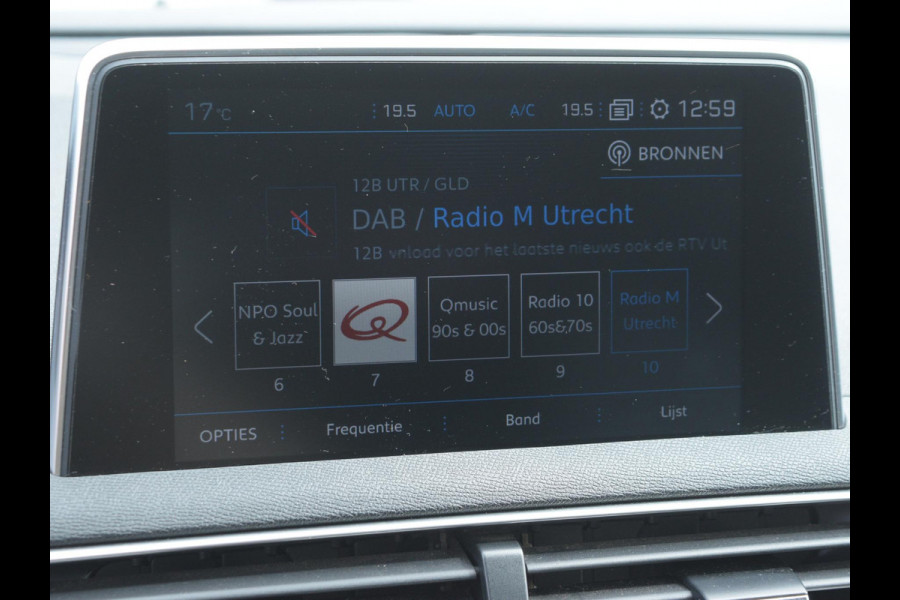 17°C 19.5 AUTO A/C 19.5 12:59
BRONNEN
12B UTR / GLD
DAB / Radio M Utrecht
12B vnload voor het laatste nieuws ook de RTV Ut
NPO Soul
& Jazz
Qmusic
90s & 00s
Radio 10
60s&70s
Radio M
Utrecht
6 7 8 9 10
OPTIES Frequentie Band Lijst